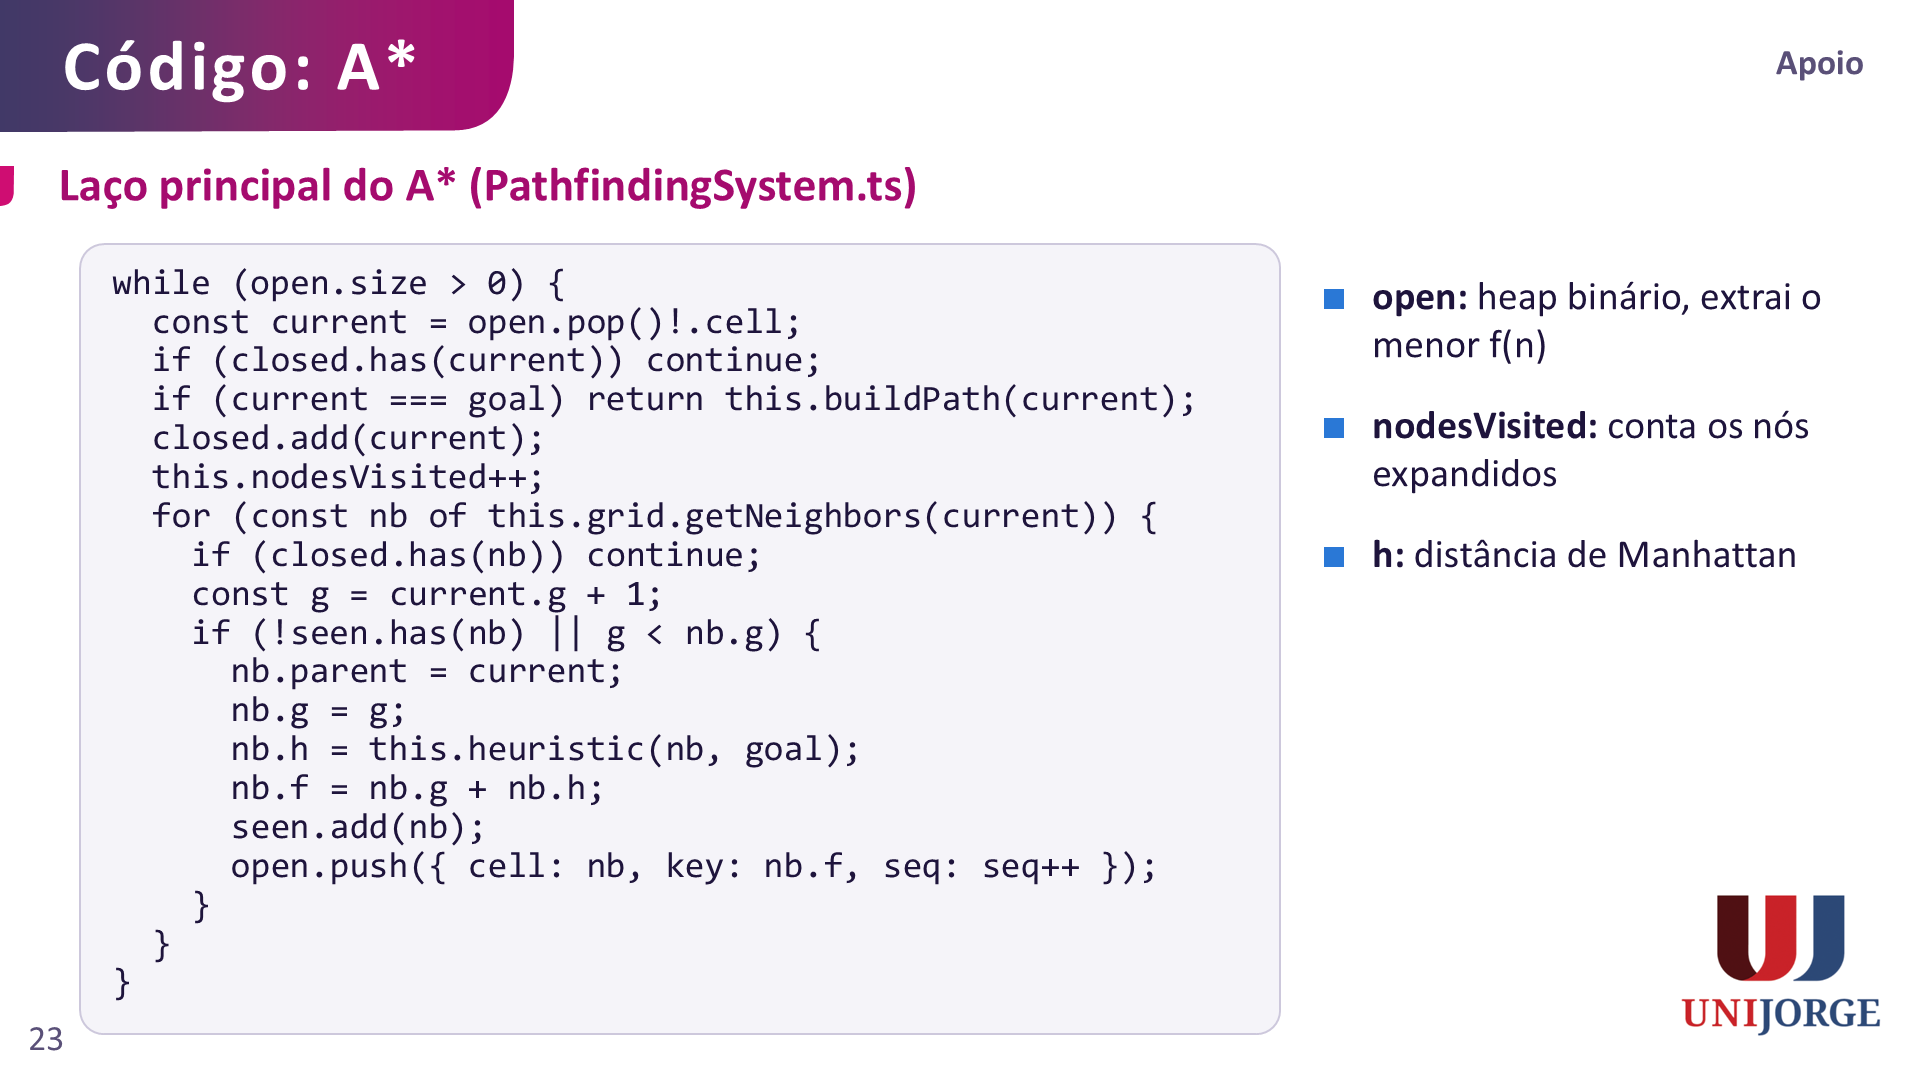 Código: A*
Apoio
Laço principal do A* (PathfindingSystem.ts)
while (open.size > 0) {
  const current = open.pop()!.cell;
  if (closed.has(current)) continue;
  if (current === goal) return this.buildPath(current);
  closed.add(current);
  this.nodesVisited++;
  for (const nb of this.grid.getNeighbors(current)) {
    if (closed.has(nb)) continue;
    const g = current.g + 1;
    if (!seen.has(nb) || g < nb.g) {
      nb.parent = current;
      nb.g = g;
      nb.h = this.heuristic(nb, goal);
      nb.f = nb.g + nb.h;
      seen.add(nb);
      open.push({ cell: nb, key: nb.f, seq: seq++ });
    }
  }
}
open: heap binário, extrai o
menor f(n)
nodesVisited: conta os nós
expandidos
h: distância de Manhattan
UNIJORGE
23